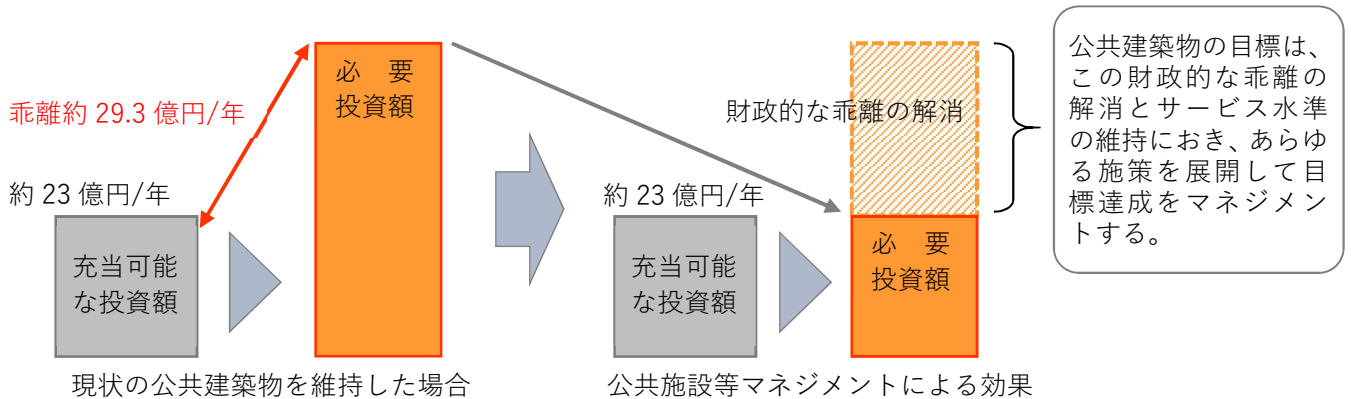 乖離約 29.3 億円/年
約 23 億円/年
充当可能
な投資額
必　要
投資額
現状の公共建築物を維持した場合
財政的な乖離の解消
約 23 億円/年
充当可能
な投資額
必　要
投資額
公共施設等マネジメントによる効果
公共建築物の目標は、
この財政的な乖離の
解消とサービス水準
の維持におき、あらゆ
る施策を展開して目
標達成をマネジメン
トする。